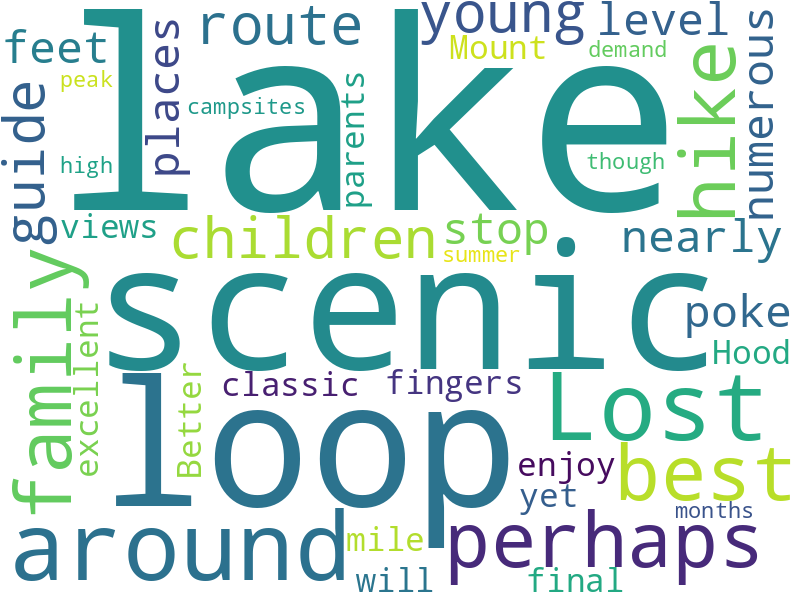 lake
scenic
loop
Lost
around
perhaps
family
best
hike
children
route
young
level
feet
guide
places
parents
numerous
nearly
stop
views
poke
Hood
Mount
demand
peak
campsites
high
though
summer
excellent
Better
classic
fingers
enjoy
yet
months
mile
will
final